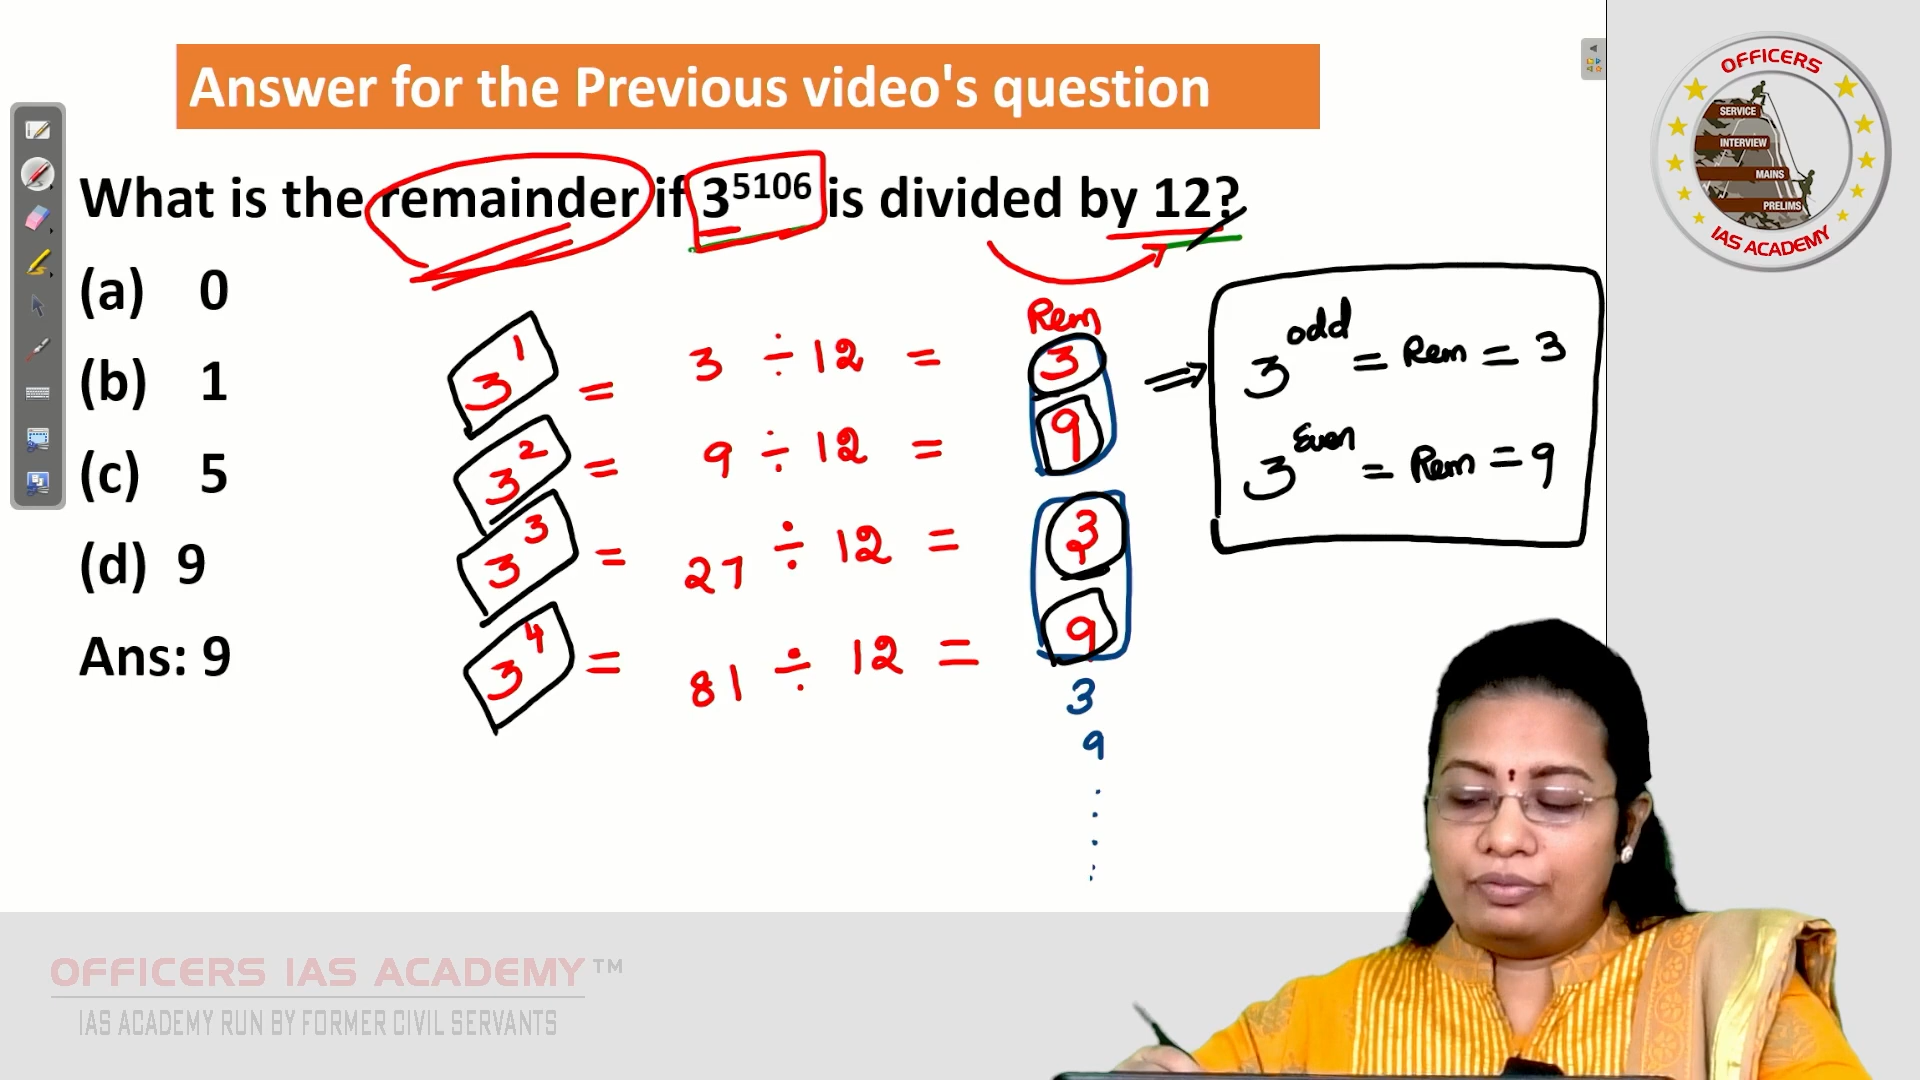 Answer for the Previous video's question
What is the remainder if 3^5106 is divided by 12?
(a) 0
(b) 1
(c) 5
(d) 9
Ans: 9
Rem
3^1 = 3 ÷ 12 = 3
3^2 = 9 ÷ 12 = 9
3^3 = 27 ÷ 12 = 3
3^4 = 81 ÷ 12 = 9
3
9
⇒ 3^odd = Rem = 3
3^Even = Rem = 9
OFFICERS
SERVICE
INTERVIEW
MAINS
PRELIMS
IAS ACADEMY
OFFICERS IAS ACADEMY™
IAS ACADEMY RUN BY FORMER CIVIL SERVANTS